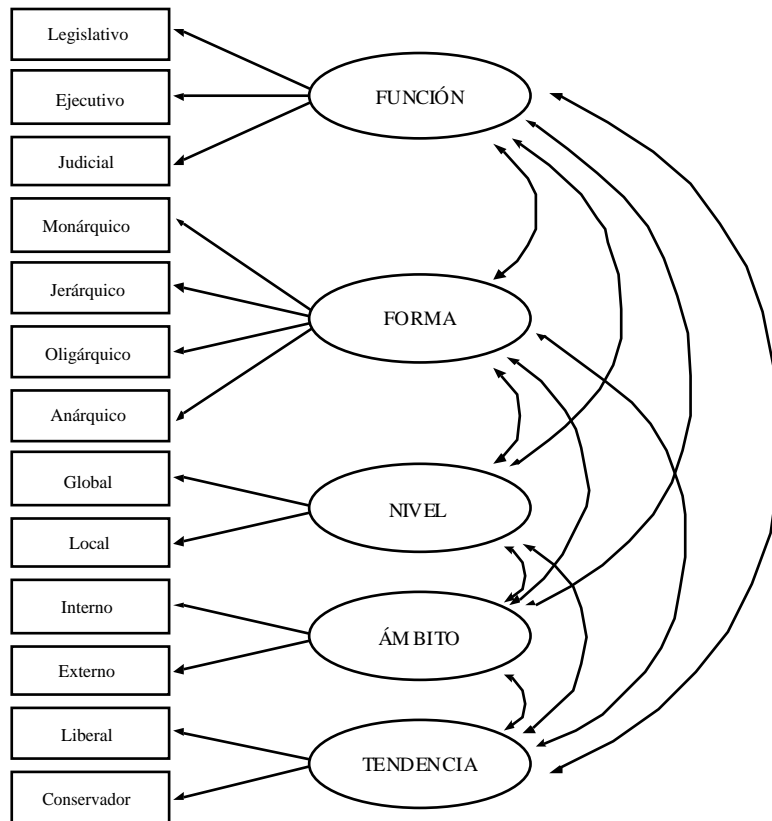 Legislativo
Ejecutivo
FUNCIÓN
Judicial
Monárquico
Jerárquico
FORMA
Oligárquico
Anárquico
Global
NIVEL
Local
Interno
ÁMBITO
Externo
Liberal
TENDENCIA
Conservador